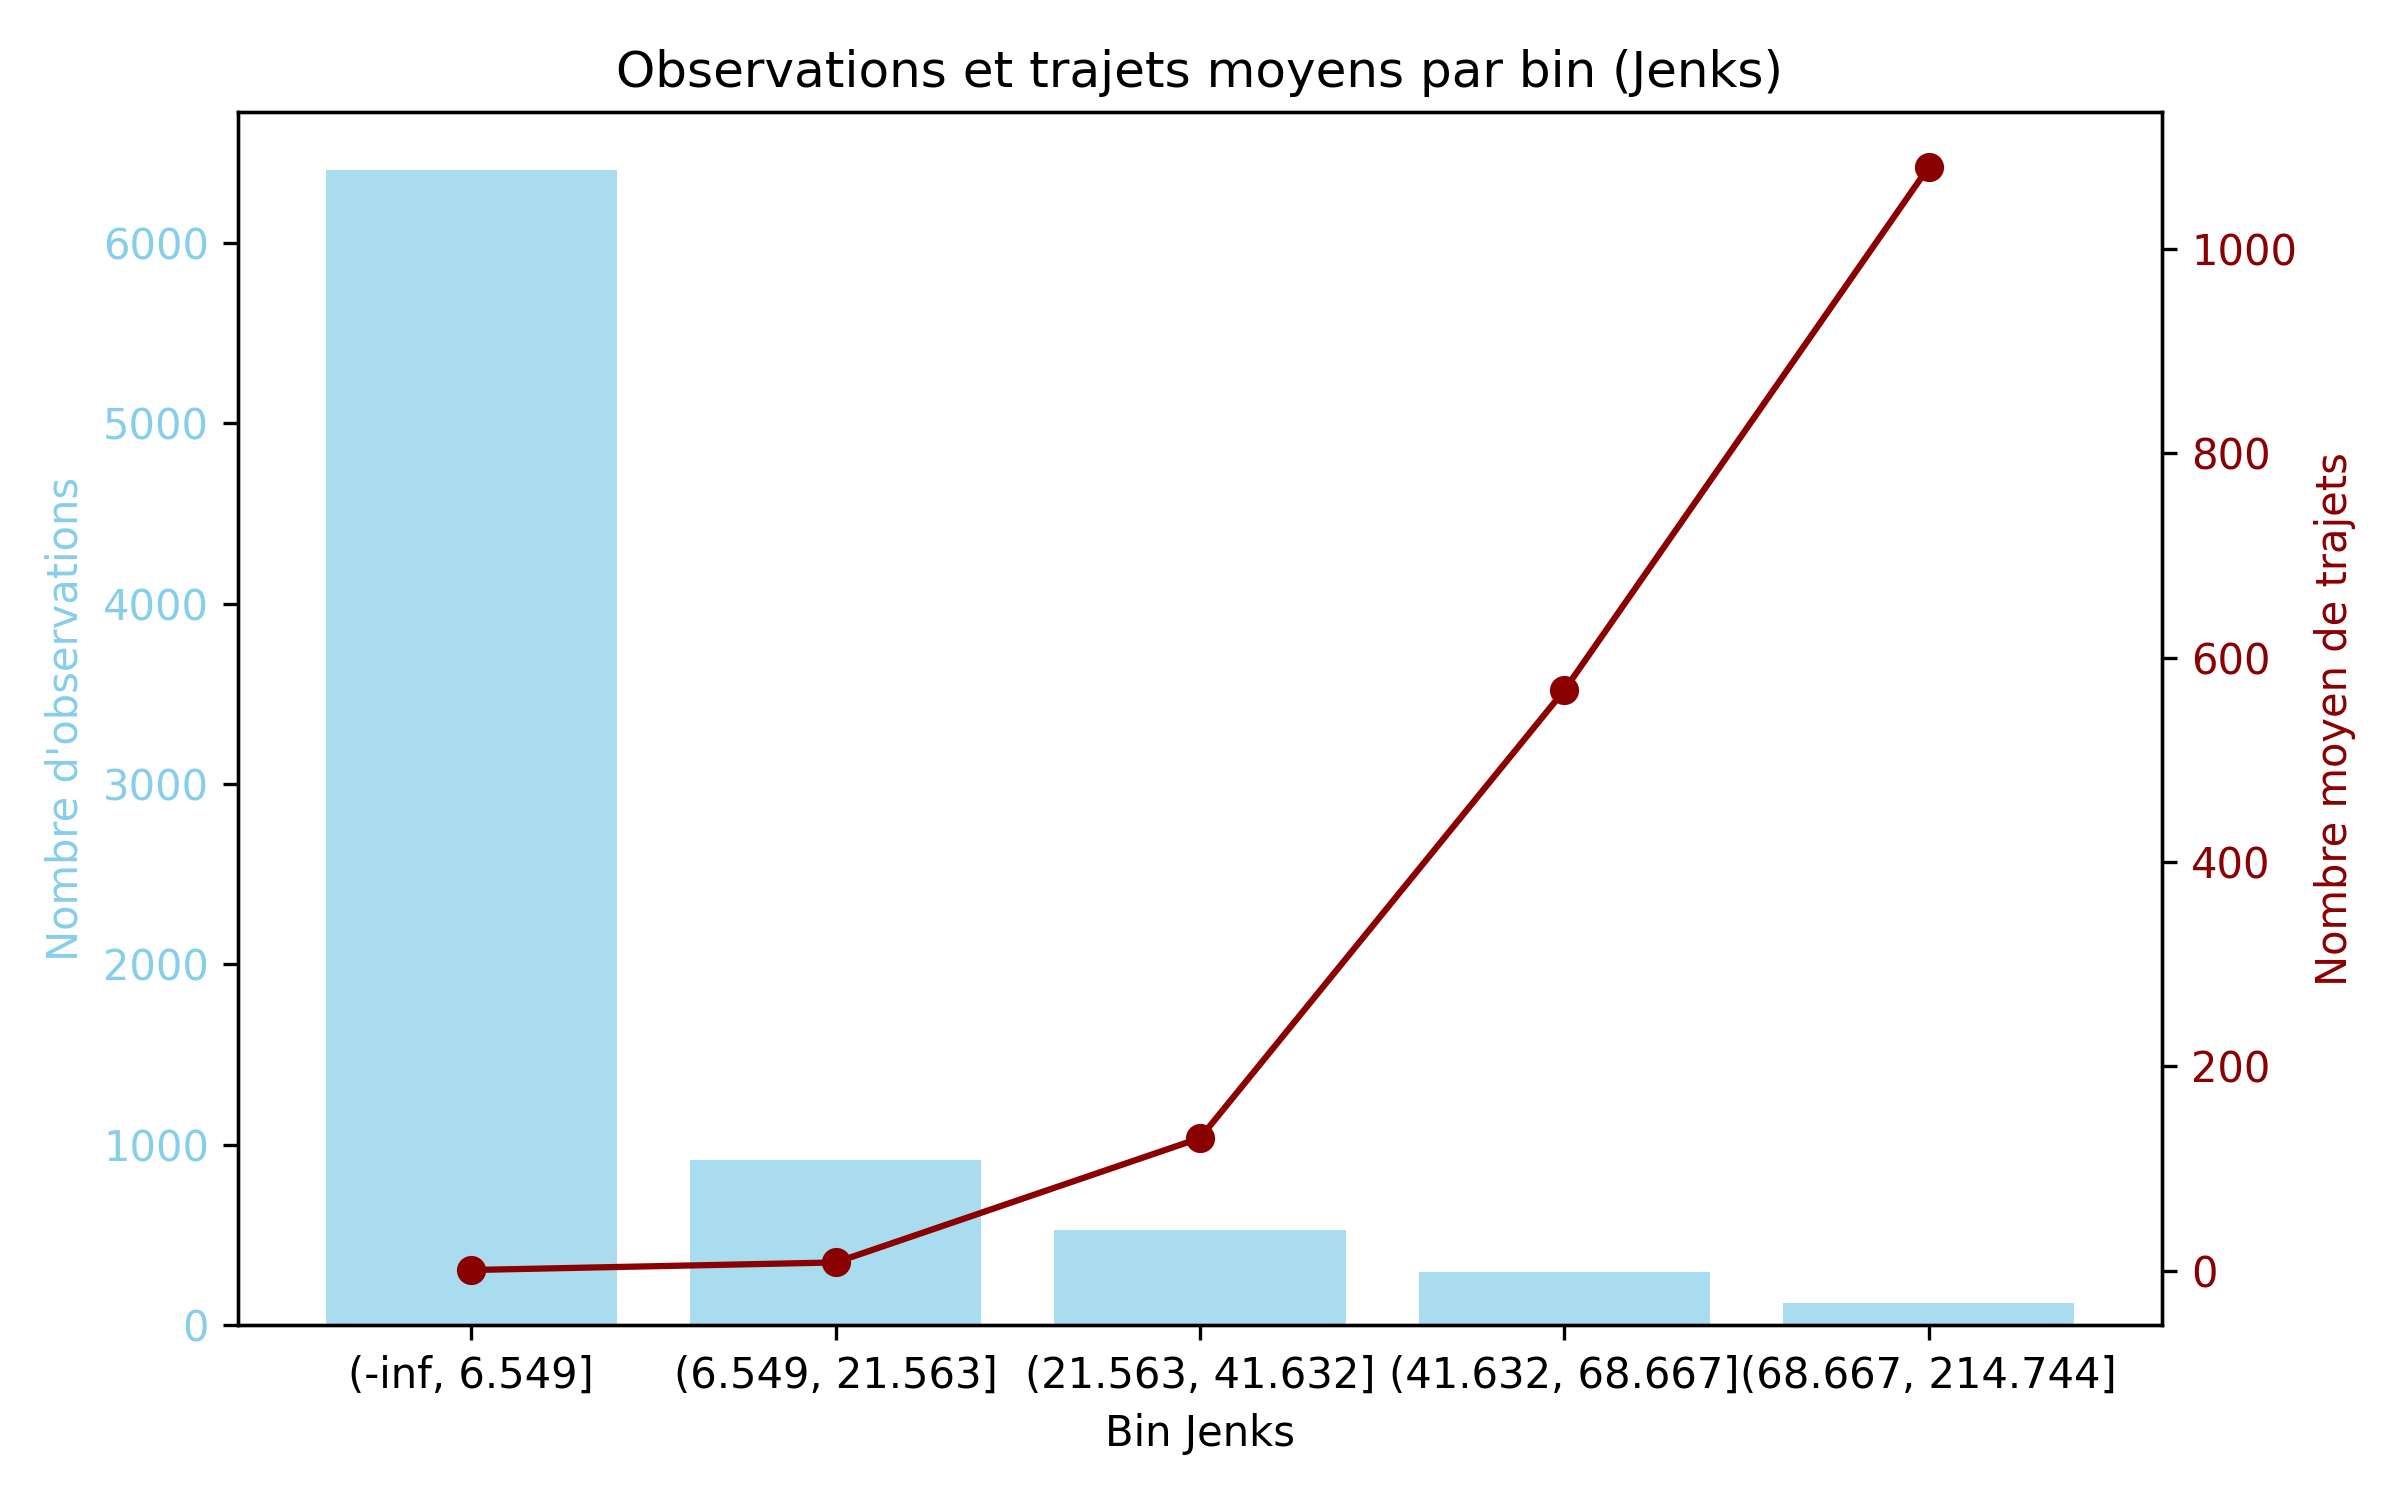 Observations et trajets moyens par bin (Jenks)
Nombre d'observations
6000
5000
4000
3000
2000
1000
0
1000
800
600
400
200
0
Nombre moyen de trajets
(-inf, 6.549] (6.549, 21.563] (21.563, 41.632] (41.632, 68.667] (68.667, 214.744]
Bin Jenks